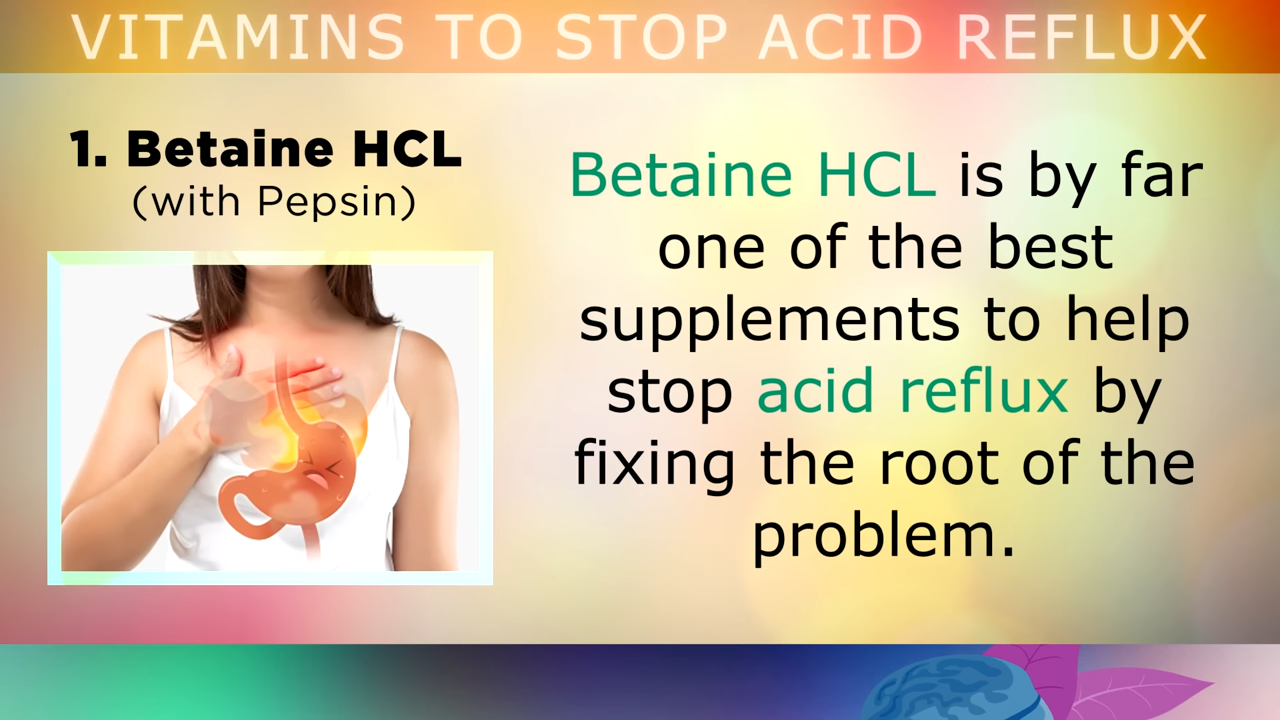 VITAMINS TO STOP ACID REFLUX
1. Betaine HCL
(with Pepsin)
Betaine HCL is by far
one of the best
supplements to help
stop acid reflux by
fixing the root of the
problem.